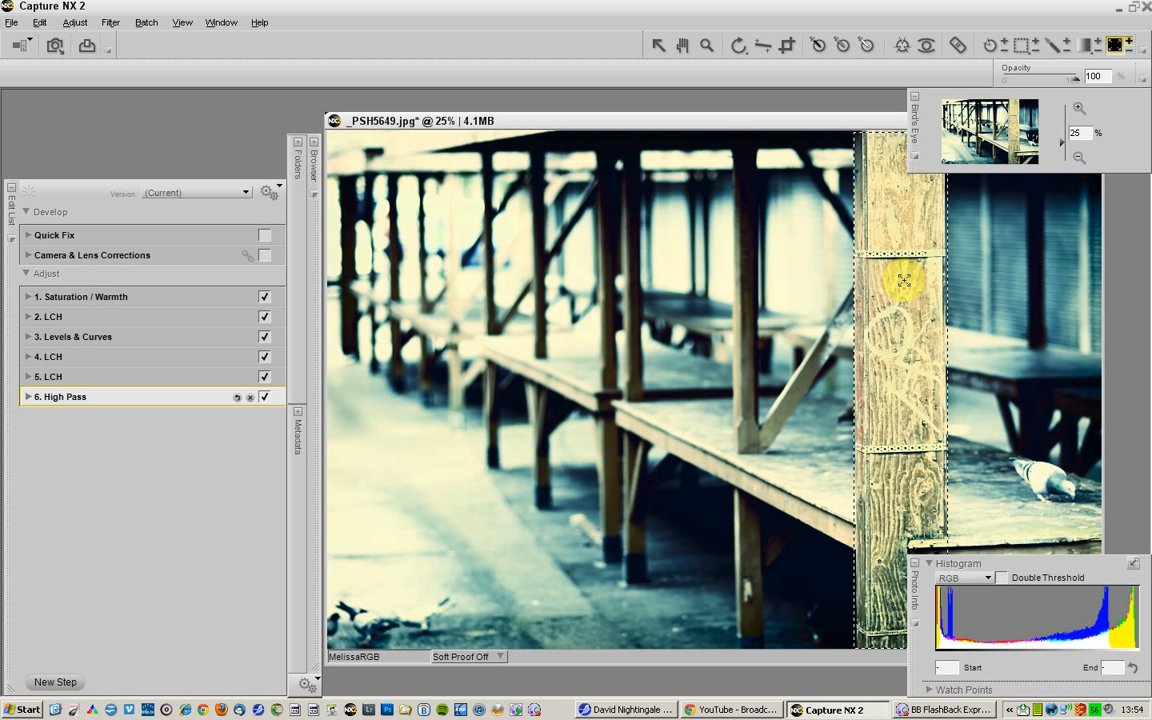 Capture NX 2
File Edit Adjust Filter Batch View Window Help
Opacity
0
100 %
_PSH5649.jpg* @ 25% | 4.1MB
Bird's Eye
25 %
Folders
Browser
Metadata
Edit List
Version (Current)
Develop
Quick Fix
Camera & Lens Corrections
Adjust
1. Saturation / Warmth
2. LCH
3. Levels & Curves
4. LCH
5. LCH
6. High Pass
New Step
MelissaRGB Soft Proof Off
Photo Info
Histogram
RGB Double Threshold
- Start End -
Watch Points
Start
David Nightingale ...
YouTube - Broadc...
Capture NX 2
BB FlashBack Expr...
13:54